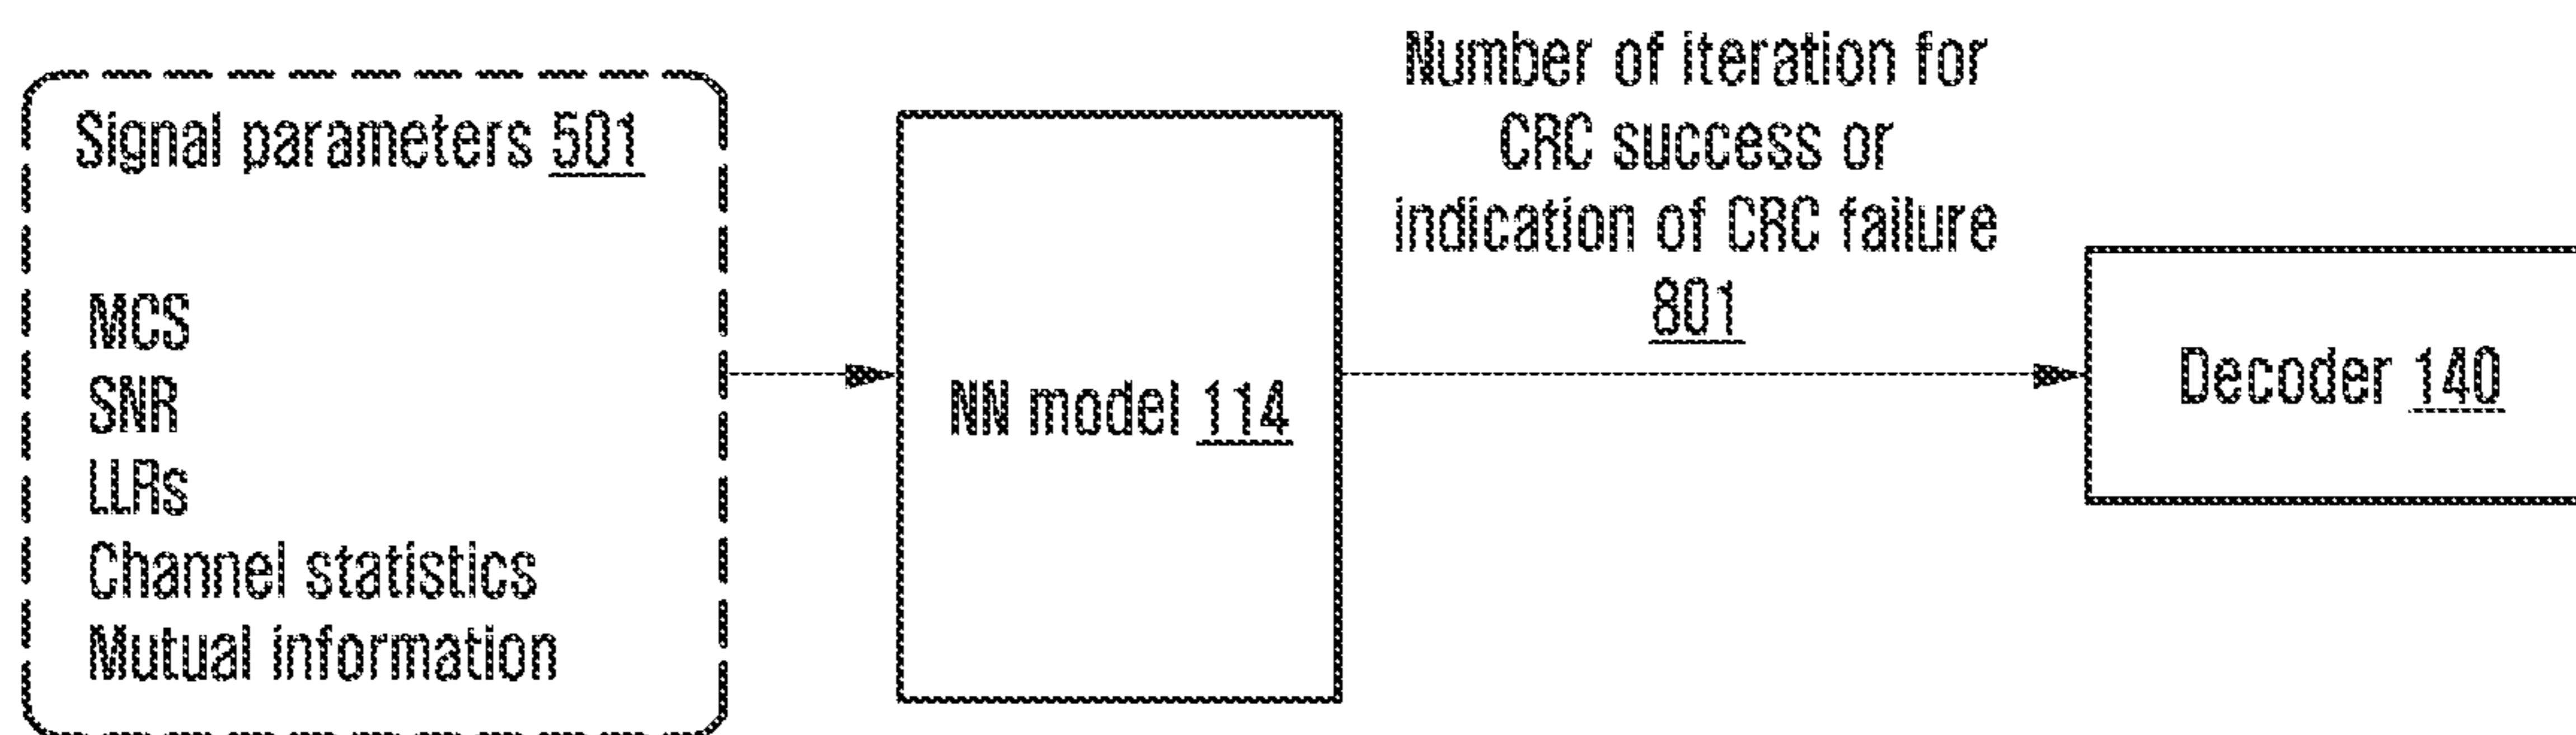 Signal parameters 501
MCS
SNR
LLRs
Channel statistics
Mutual information
NN model 114
Number of iteration for
CRC success or
indication of CRC failure
801
Decoder 140